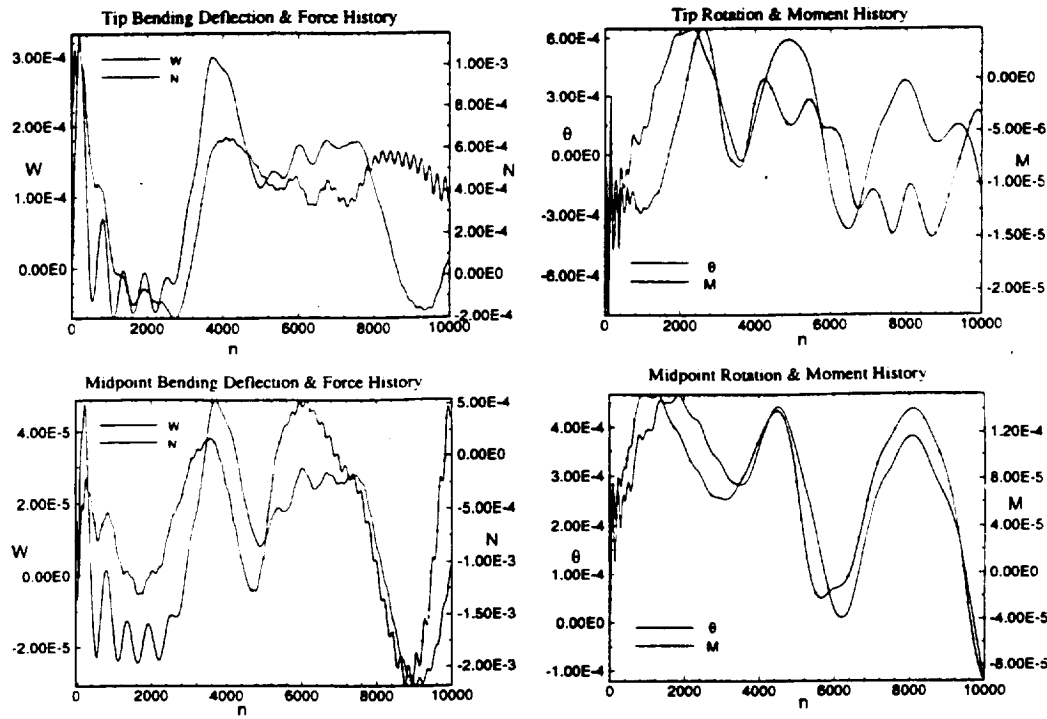 Tip Bending Deflection & Force History
3.00E-4
2.00E-4
1.00E-4
0.00E0
W
W
N
1.00E-3
8.00E-4
6.00E-4
4.00E-4
2.00E-4
0.00E0
-2.00E-4
N
0 2000 4000 6000 8000 10000
n
Tip Rotation & Moment History
6.00E-4
3.00E-4
0.00E0
-3.00E-4
-6.00E-4
θ
θ
M
0.00E0
-5.00E-6
-1.00E-5
-1.50E-5
-2.00E-5
M
0 2000 4000 6000 8000 10000
n
Midpoint Bending Deflection & Force History
4.00E-5
2.00E-5
0.00E0
-2.00E-5
W
W
N
5.00E-4
0.00E0
-5.00E-4
-1.00E-3
-1.50E-3
-2.00E-3
N
0 2000 4000 6000 8000 10000
n
Midpoint Rotation & Moment History
4.00E-4
3.00E-4
2.00E-4
1.00E-4
0.00E0
-1.00E-4
θ
θ
M
1.20E-4
8.00E-5
4.00E-5
0.00E0
-4.00E-5
-8.00E-5
M
0 2000 4000 6000 8000 10000
n